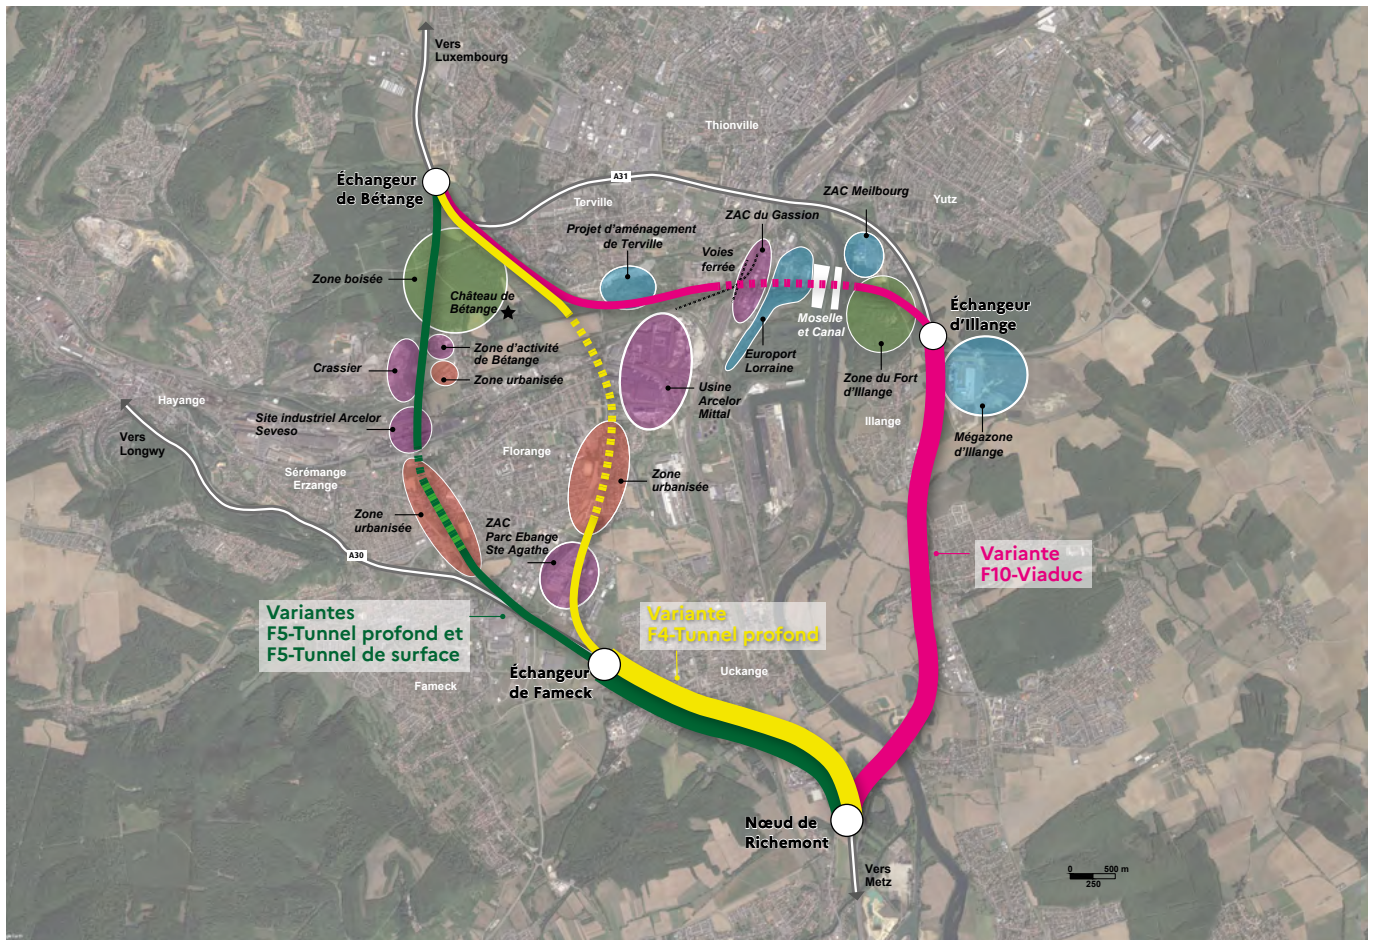 Vers
Luxembourg
Thionville
Échangeur
de Bétange
A31
ZAC Meilbourg
Terville
Yutz
ZAC du Gassion
Projet d'aménagement
de Terville
Voies
ferrée
Zone boisée
Château de
Bétange
Échangeur
d'Illange
Moselle
et Canal
Zone d'activité
de Bétange
Europort
Lorraine
Crassier
Zone urbanisée
Zone du Fort
d'Illange
Usine
Arcelor
Mittal
Hayange
Site industriel Arcelor
Seveso
Illange
Vers
Longwy
Mégazone
d'Illange
Florange
Sérémange
Erzange
Zone
urbanisée
Zone
urbanisée
ZAC
Parc Ebange
Ste Agathe
A30
Variante
F10-Viaduc
Variantes
F5-Tunnel profond et
F5-Tunnel de surface
Variante
F4-Tunnel profond
Échangeur
de Fameck
Uckange
Fameck
Nœud de
Richemont
Vers
Metz
0 500 m
250